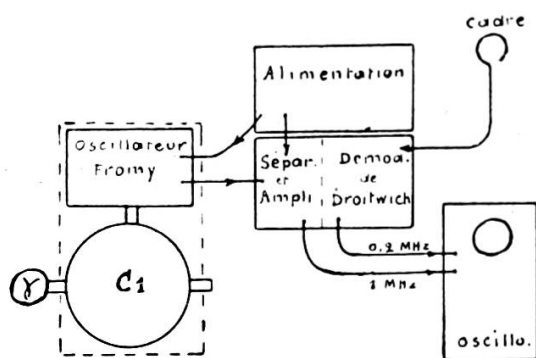 cadre
Alimentation
Oscillateur
Fromy
Sépar.
et
Ampli.
Démod.
de
Droitwich
0.2 MHz
1 MHz
C1
γ
oscillo.